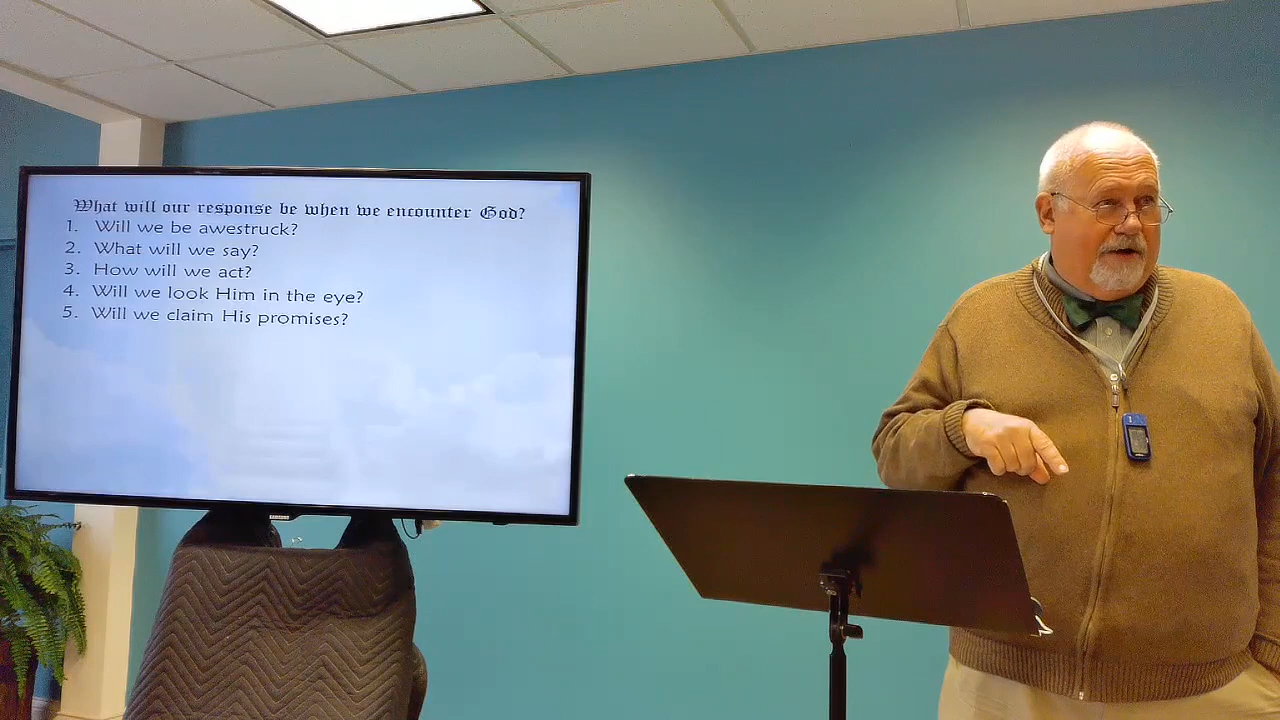 What will our response be when we encounter God?
1. Will we be awestruck?
2. What will we say?
3. How will we act?
4. Will we look Him in the eye?
5. Will we claim His promises?